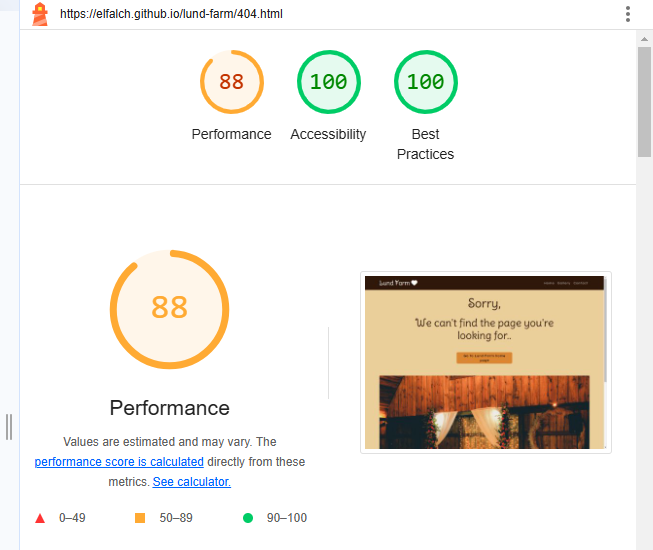 https://elfalch.github.io/lund-farm/404.html
88
100
100
Performance
Accessibility
Best
Practices
88
Performance
Values are estimated and may vary. The
performance score is calculated directly from these
metrics. See calculator.
0–49
50–89
90–100
Lund Farm
Home Gallery Contact
Sorry,
We can't find the page you're
looking for..